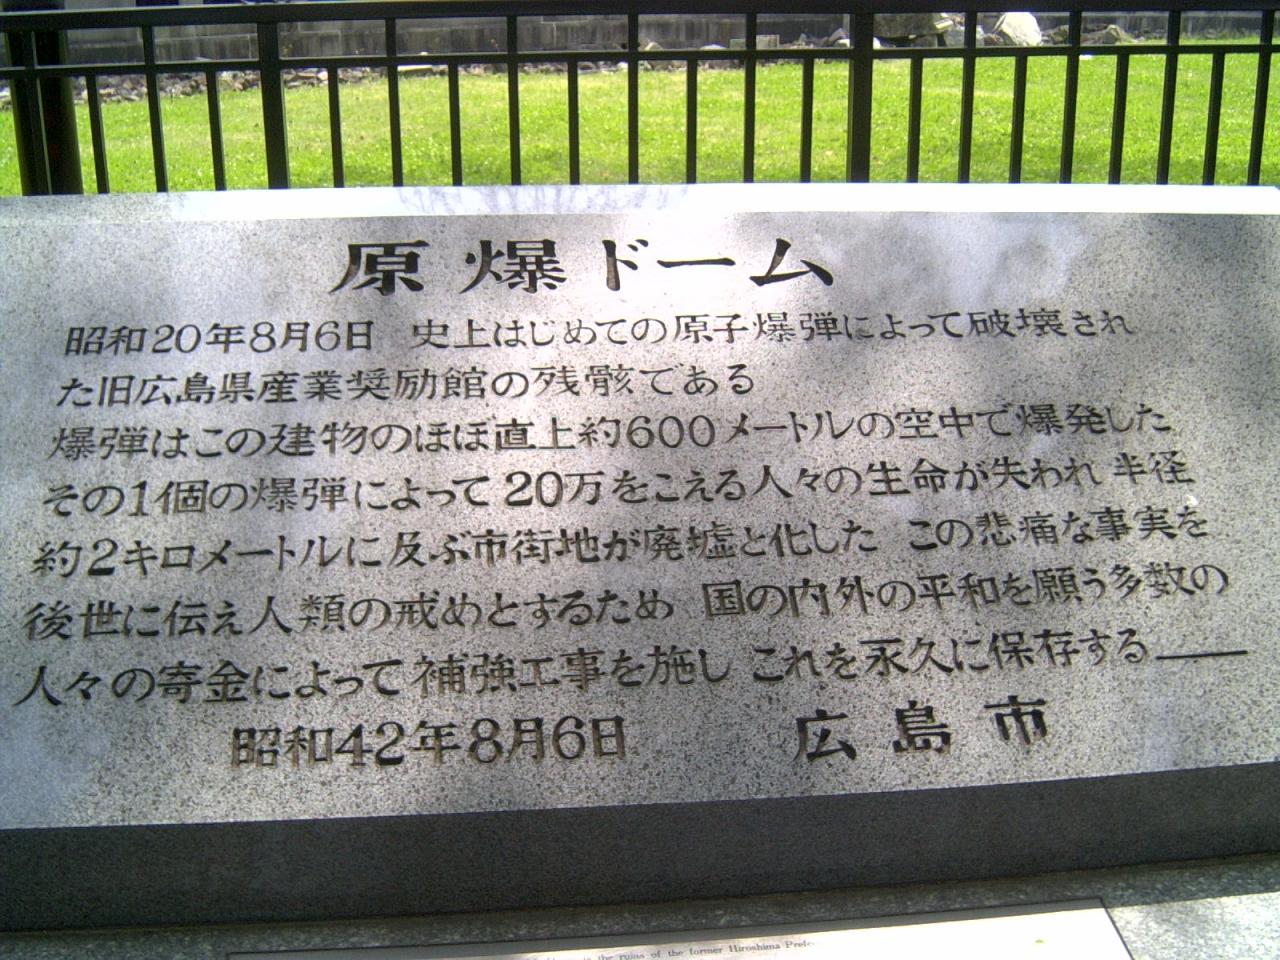 原爆ドーム
昭和20年8月6日 史上はじめての原子爆弾によって破壊され
た旧広島県産業奨励館の残骸である
爆弾はこの建物のほぼ直上約600メートルの空中で爆発した
その1個の爆弾によって20万をこえる人々の生命が失われ 半径
約2キロメートルに及ぶ市街地が廃墟と化した この悲痛な事実を
後世に伝え人類の戒めとするため 国の内外の平和を願う多数の
人々の寄金によって補強工事を施し これを永久に保存する
昭和42年8月6日 広島市
is the ruins of the former Hiroshima Prefe